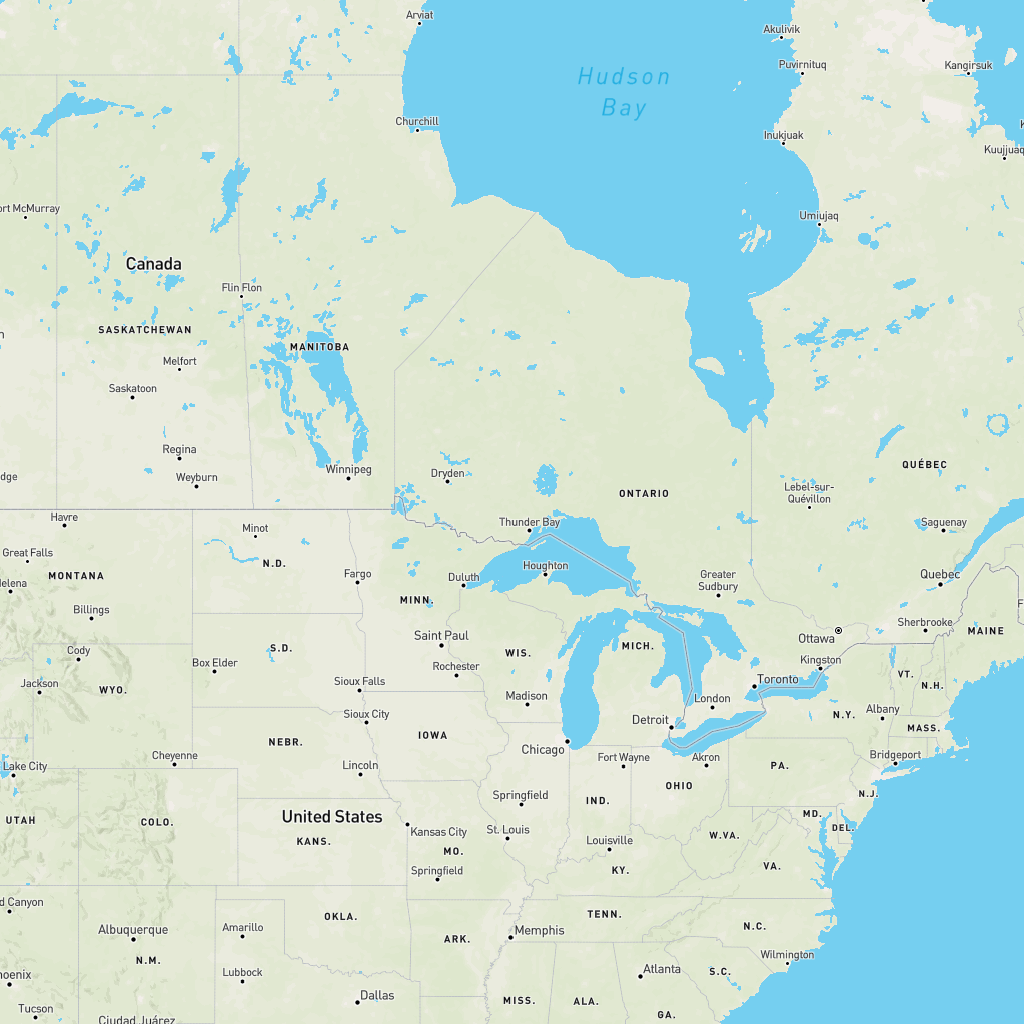 Arviat
Akulivik
Hudson
Bay
Puvirnituq
Kangirsuk
Churchill
Inukjuak
Kuujjuaq
ort McMurray
Umiujaq
Canada
Flin Flon
SASKATCHEWAN
MANITOBA
Melfort
Saskatoon
Regina
Winnipeg
Weyburn
dge
Dryden
ONTARIO
QUÉBEC
Lebel-sur-
Quévillon
Havre
Minot
Thunder Bay
Saguenay
Great Falls
N.D.
MONTANA
Houghton
Fargo
Duluth
Greater
Sudbury
Quebec
elena
Billings
MINN.
Sherbrooke
F
MAINE
Saint Paul
Ottawa
S.D.
WIS.
MICH.
Cody
Box Elder
Rochester
Kingston
VT.
Jackson
WYO.
Sioux Falls
Toronto
N.H.
Madison
London
Albany
Sioux City
Detroit
N.Y.
MASS.
IOWA
NEBR.
Chicago
Bridgeport
Cheyenne
Lake City
Lincoln
Fort Wayne
Akron
PA.
OHIO
Springfield
IND.
N.J.
United States
MD.
UTAH
COLO.
Kansas City
St. Louis
W.VA.
DEL.
KANS.
MO.
Louisville
Springfield
KY.
VA.
d Canyon
OKLA.
TENN.
Albuquerque
Amarillo
ARK.
Memphis
N.C.
N.M.
Wilmington
oenix
Lubbock
Atlanta
S.C.
Dallas
MISS.
ALA.
Tucson
GA.
Ciudad Juárez